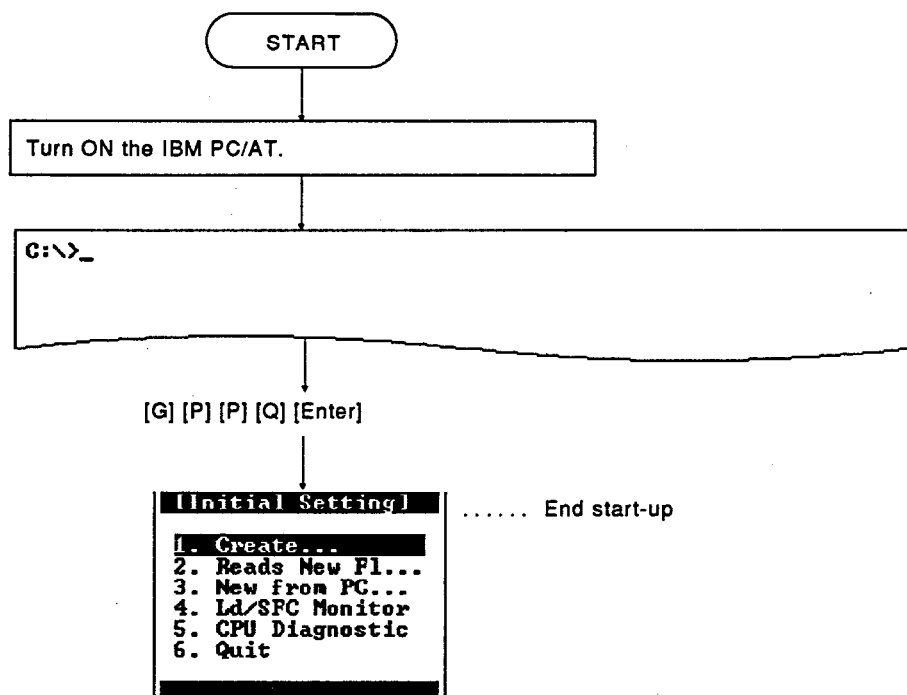 START
Turn ON the IBM PC/AT.
C:\>_
[G] [P] [P] [Q] [Enter]
[Initial Setting]
...... End start-up
1. Create...
2. Reads New Fl...
3. New from PC...
4. Ld/SFC Monitor
5. CPU Diagnostic
6. Quit